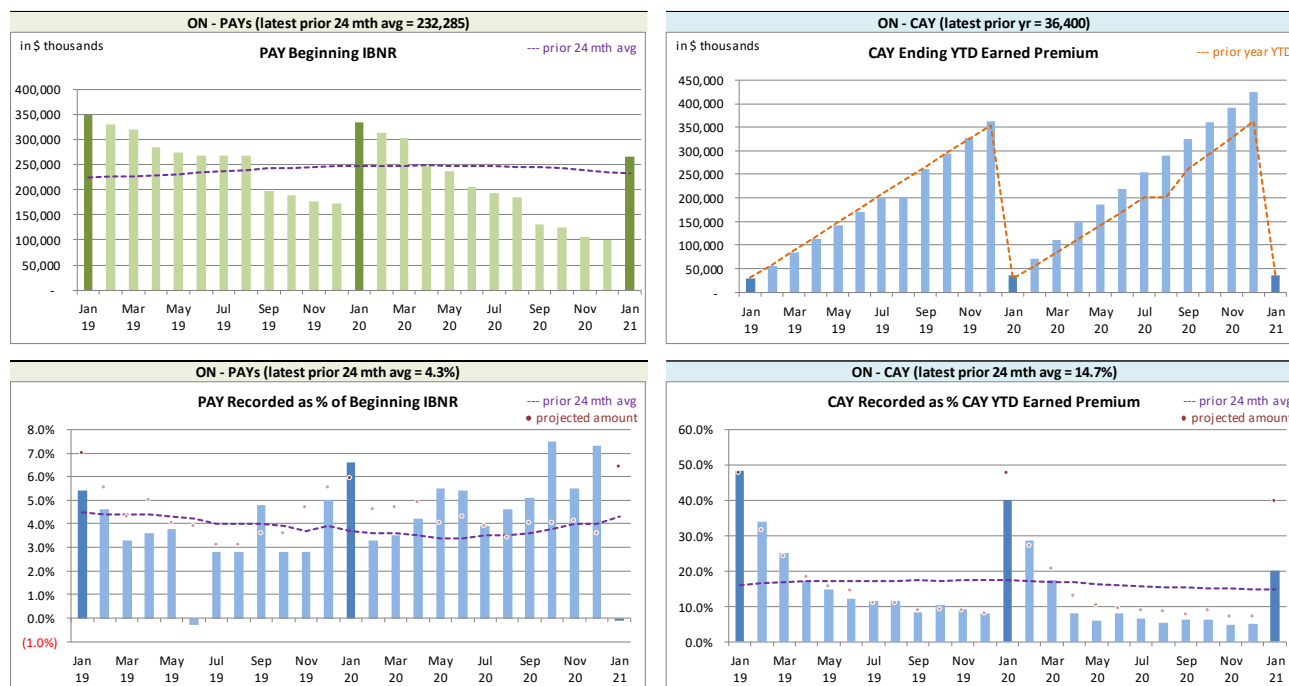 ON - PAYs (latest prior 24 mth avg = 232,285)
in $ thousands
PAY Beginning IBNR
--- prior 24 mth avg
400,000
350,000
300,000
250,000
200,000
150,000
100,000
50,000
-
Jan Mar May Jul Sep Nov Jan Mar May Jul Sep Nov Jan
19 19 19 19 19 19 20 20 20 20 20 20 21
ON - CAY (latest prior yr = 36,400)
in $ thousands
CAY Ending YTD Earned Premium
--- prior year YTD
450,000
400,000
350,000
300,000
250,000
200,000
150,000
100,000
50,000
-
Jan Mar May Jul Sep Nov Jan Mar May Jul Sep Nov Jan
19 19 19 19 19 19 20 20 20 20 20 20 21
ON - PAYs (latest prior 24 mth avg = 4.3%)
PAY Recorded as % of Beginning IBNR
--- prior 24 mth avg
• projected amount
8.0%
7.0%
6.0%
5.0%
4.0%
3.0%
2.0%
1.0%
0.0%
(1.0%)
Jan Mar May Jul Sep Nov Jan Mar May Jul Sep Nov Jan
19 19 19 19 19 19 20 20 20 20 20 20 21
ON - CAY (latest prior 24 mth avg = 14.7%)
CAY Recorded as % CAY YTD Earned Premium
--- prior 24 mth avg
• projected amount
60.0%
50.0%
40.0%
30.0%
20.0%
10.0%
0.0%
Jan Mar May Jul Sep Nov Jan Mar May Jul Sep Nov Jan
19 19 19 19 19 19 20 20 20 20 20 20 21